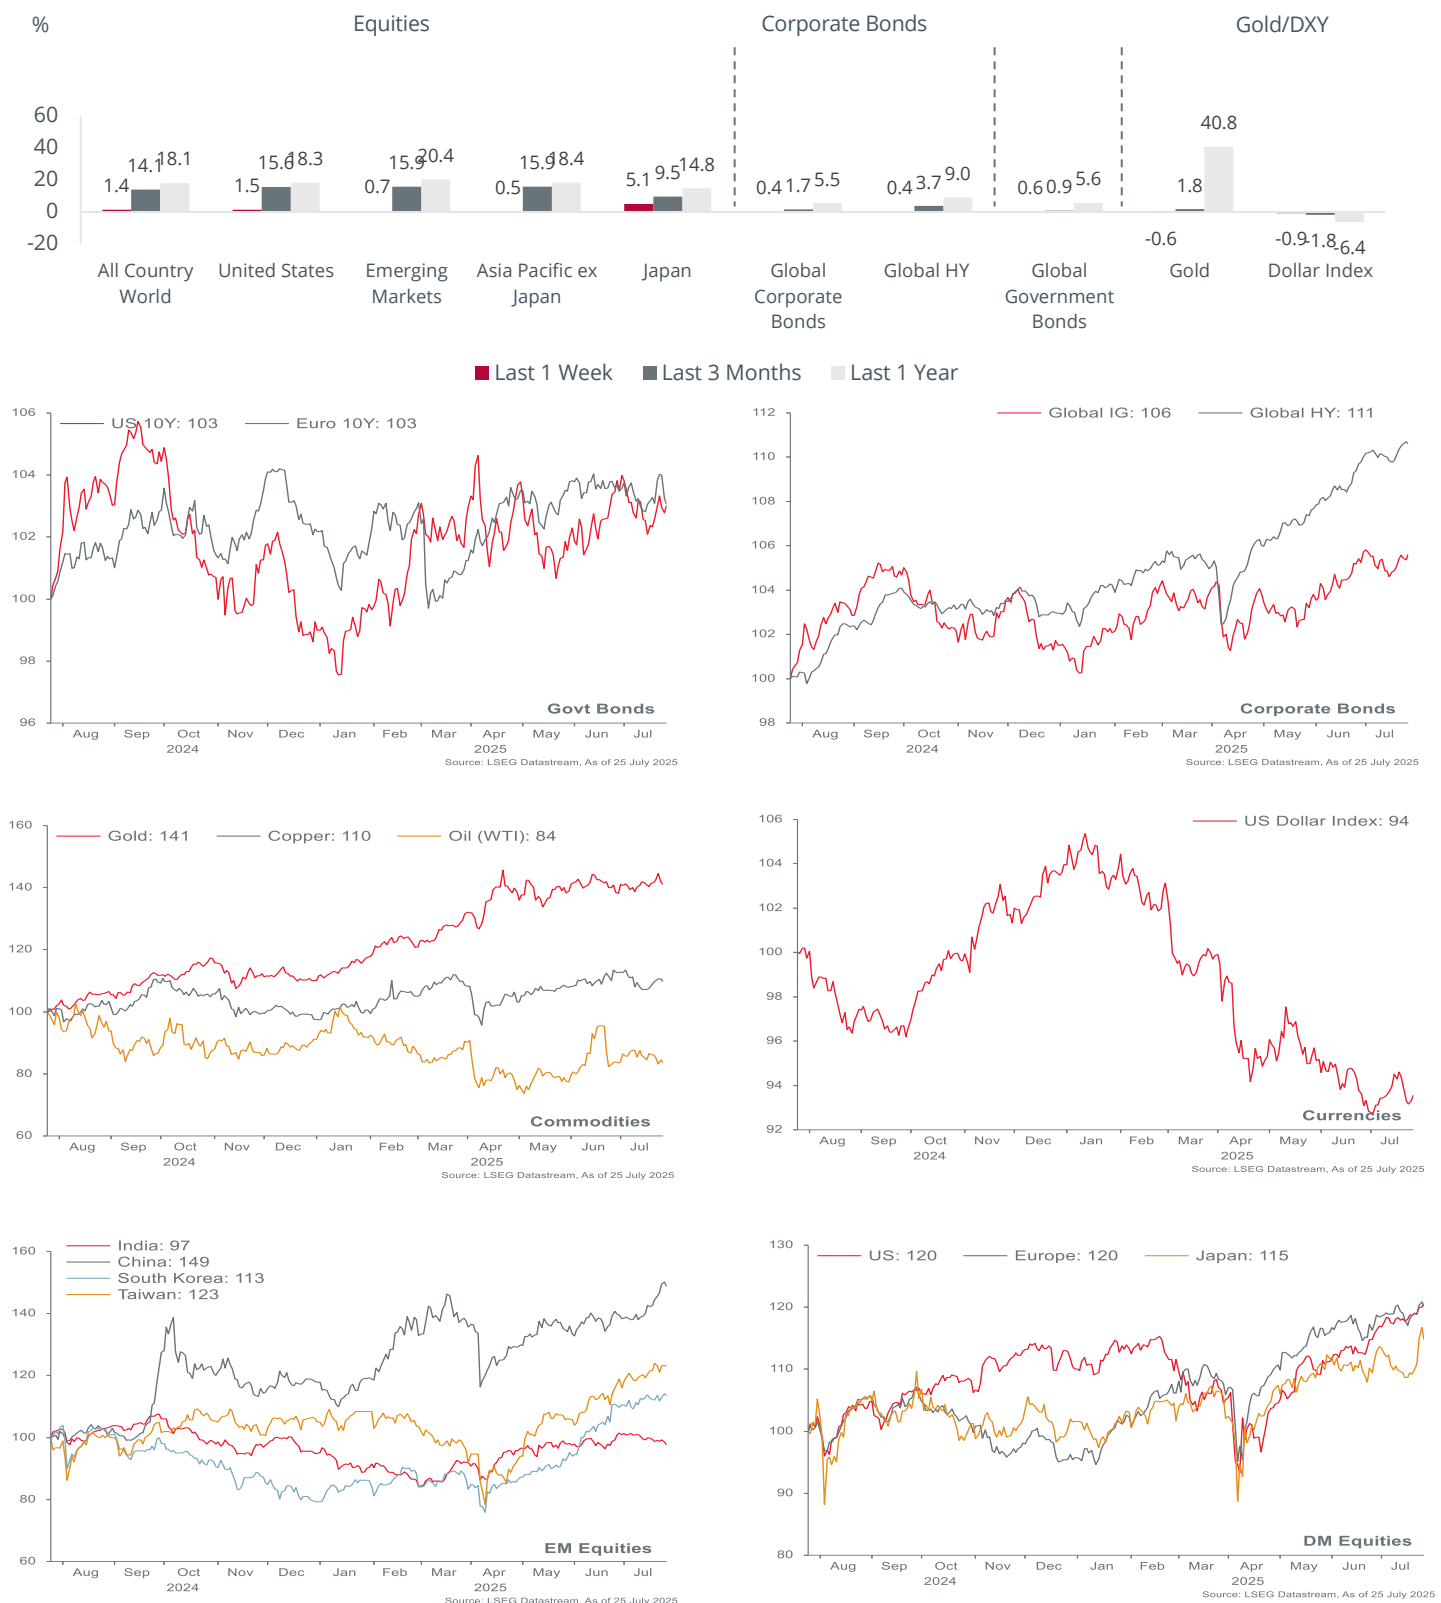 %
Equities
Corporate Bonds
Gold/DXY
60
40
20
0
-20
1.4
14.1
18.1
1.5
15.6
18.3
0.7
15.9
20.4
0.5
15.9
18.4
5.1
9.5
14.8
0.4
1.7
5.5
0.4
3.7
9.0
0.6
0.9
5.6
-0.6
1.8
40.8
-0.9
-1.8
-6.4
All Country
World
United States
Emerging
Markets
Asia Pacific ex
Japan
Japan
Global
Corporate
Bonds
Global HY
Global
Government
Bonds
Gold
Dollar Index
Last 1 Week
Last 3 Months
Last 1 Year
US 10Y: 103
Euro 10Y: 103
106
104
102
100
98
96
Govt Bonds
Aug Sep Oct Nov Dec Jan Feb Mar Apr May Jun Jul
2024 2025
Source: LSEG Datastream, As of 25 July 2025
Global IG: 106
Global HY: 111
112
110
108
106
104
102
100
98
Corporate Bonds
Aug Sep Oct Nov Dec Jan Feb Mar Apr May Jun Jul
2024 2025
Source: LSEG Datastream, As of 25 July 2025
Gold: 141
Copper: 110
Oil (WTI): 84
160
140
120
100
80
60
Commodities
Aug Sep Oct Nov Dec Jan Feb Mar Apr May Jun Jul
2024 2025
Source: LSEG Datastream, As of 25 July 2025
US Dollar Index: 94
106
104
102
100
98
96
94
92
Currencies
Aug Sep Oct Nov Dec Jan Feb Mar Apr May Jun Jul
2024 2025
Source: LSEG Datastream, As of 25 July 2025
India: 97
China: 149
South Korea: 113
Taiwan: 123
160
140
120
100
80
60
EM Equities
Aug Sep Oct Nov Dec Jan Feb Mar Apr May Jun Jul
2024 2025
Source: LSEG Datastream, As of 25 July 2025
US: 120
Europe: 120
Japan: 115
130
120
110
100
90
80
DM Equities
Aug Sep Oct Nov Dec Jan Feb Mar Apr May Jun Jul
2024 2025
Source: LSEG Datastream, As of 25 July 2025